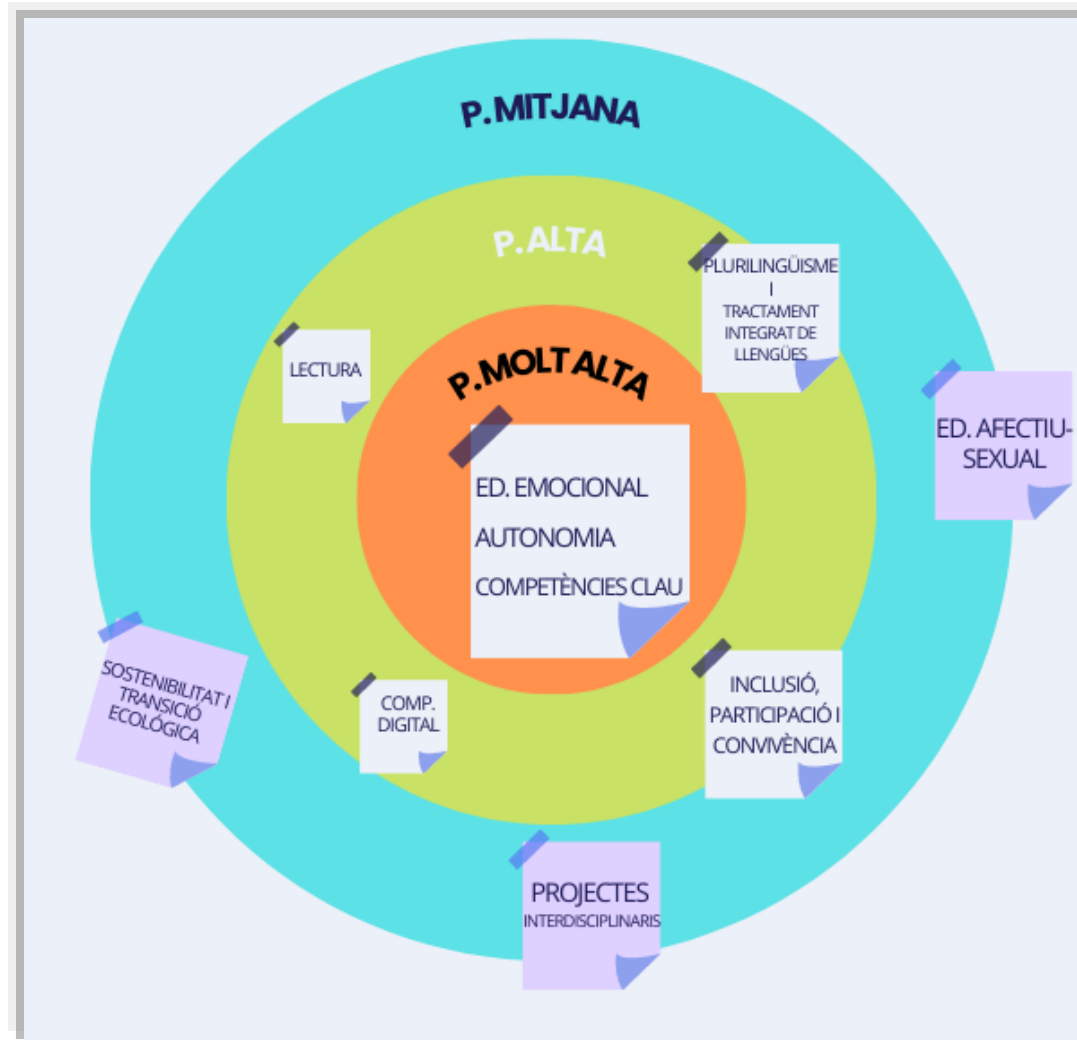 P. MITJANA
P. ALTA
PLURILINGÜISME
I
TRACTAMENT
INTEGRAT DE
LLENGÜES
LECTURA
P. MOLT ALTA
ED. AFECTIU-
SEXUAL
ED. EMOCIONAL
AUTONOMIA
COMPETÈNCIES CLAU
SOSTENIBILITAT I
TRANSICIÓ
ECOLÓGICA
COMP.
DIGITAL
INCLUSIÓ,
PARTICIPACIÓ I
CONVIVÈNCIA
PROJECTES
INTERDISCIPLINARIS